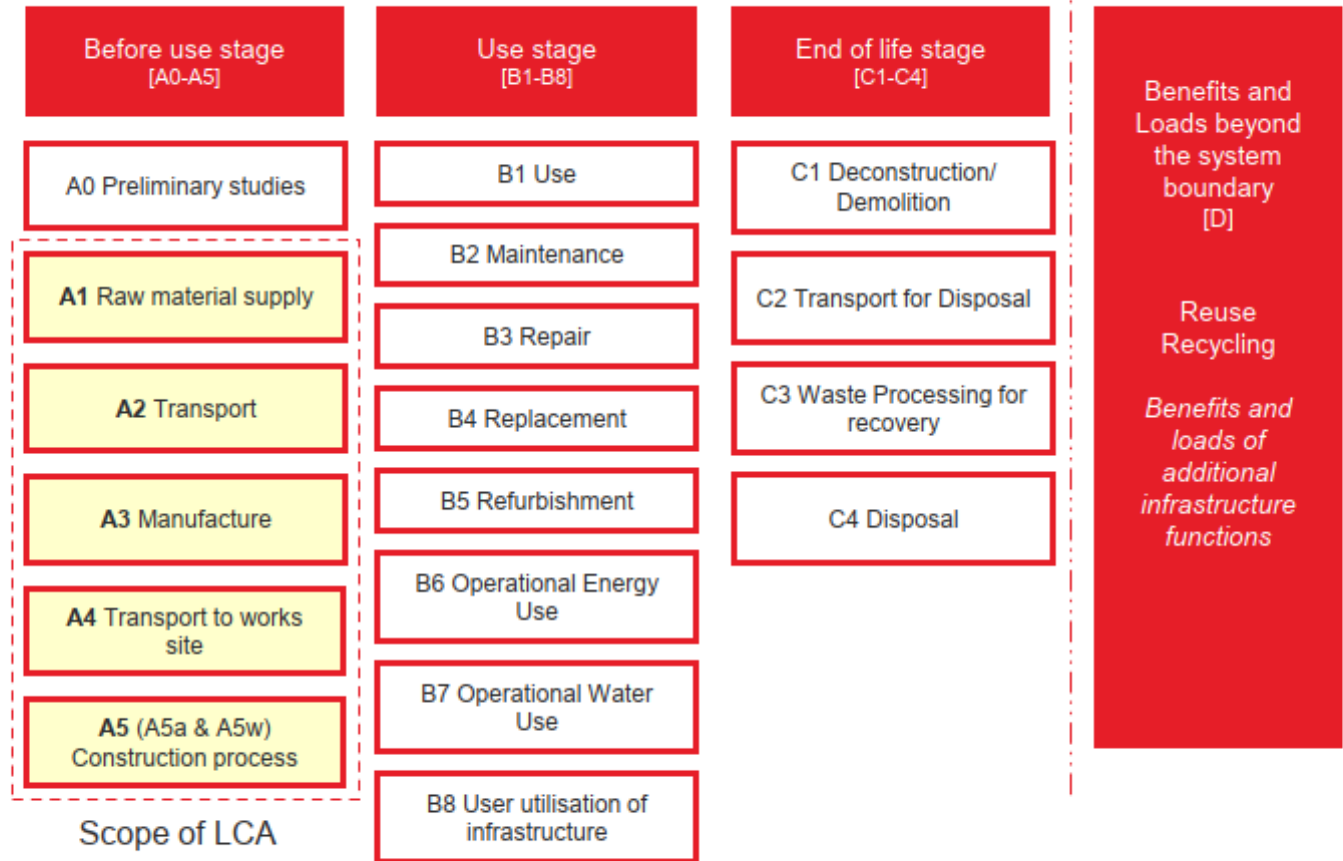 Before use stage
[A0-A5]
A0 Preliminary studies
A1 Raw material supply
A2 Transport
A3 Manufacture
A4 Transport to works
site
A5 (A5a & A5w)
Construction process
Scope of LCA
Use stage
[B1-B8]
B1 Use
B2 Maintenance
B3 Repair
B4 Replacement
B5 Refurbishment
B6 Operational Energy
Use
B7 Operational Water
Use
B8 User utilisation of
infrastructure
End of life stage
[C1-C4]
C1 Deconstruction/
Demolition
C2 Transport for Disposal
C3 Waste Processing for
recovery
C4 Disposal
Benefits and
Loads beyond
the system
boundary
[D]
Reuse
Recycling
Benefits and
loads of
additional
infrastructure
functions